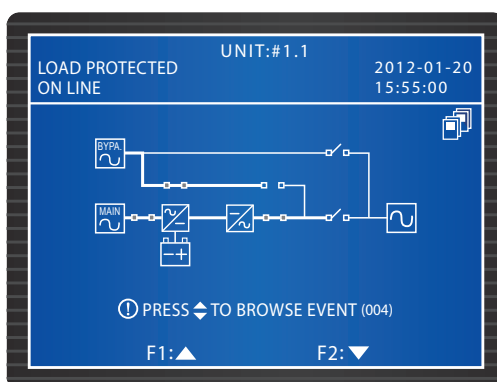 UNIT:#1.1
LOAD PROTECTED
ON LINE
2012-01-20
15:55:00
BYPA.
MAIN
PRESS TO BROWSE EVENT (004)
F1:
F2: